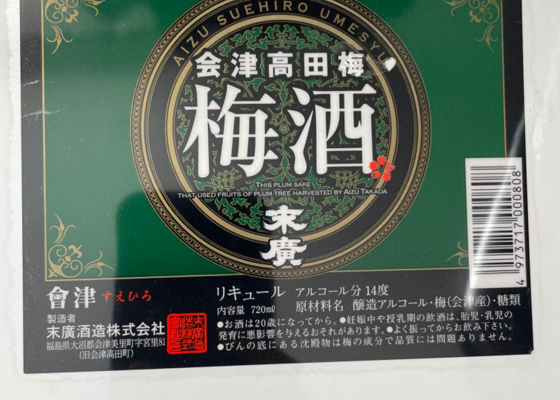 AIZU SUEHIRO UMESYU
会津高田梅
梅酒
THIS PLUM SAKE
THAT USED FRUITS OF PLUM TREE HARVESTED BY AIZU TAKADA
末廣
4 973717 000808
會津 すえひろ
製造者
末廣酒造株式会社
福島県大沼郡会津美里町字宮里81
(旧会津高田町)
リキュール アルコール分 14度
内容量 720㎖ 原材料名 醸造アルコール・梅(会津産)・糖類
●お酒は20歳になってから。●妊娠中や授乳期の飲酒は、胎児・乳児の
発育に悪影響を与えるおそれがあります。●よく振ってからお飲み下さい。
●びんの底にある沈殿物は梅の成分で品質には問題ありません。